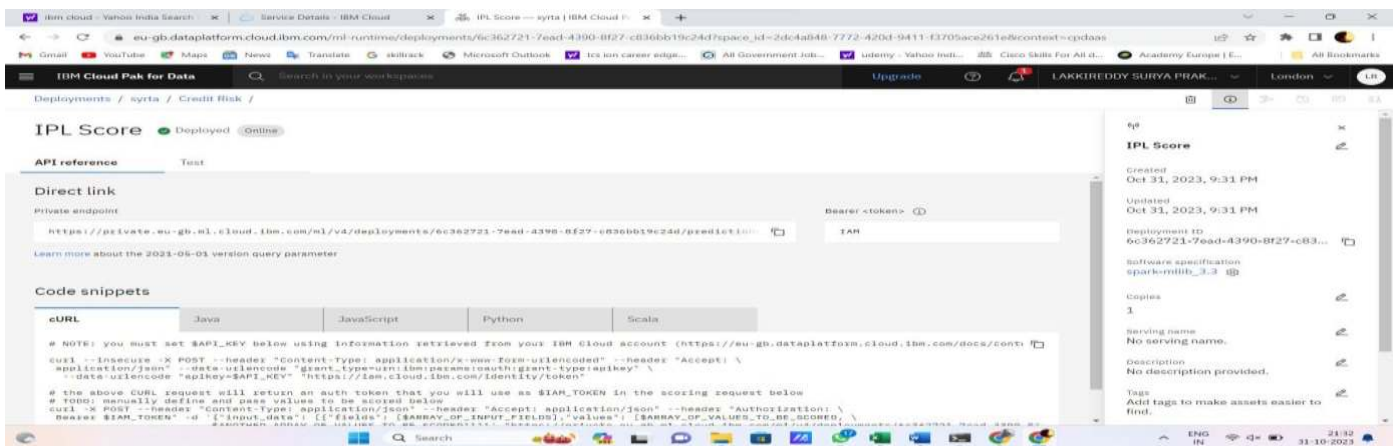 ibm cloud - Yahoo India Search
Service Details - IBM Cloud
IPL Score — syrta | IBM Cloud P
eu-gb.dataplatform.cloud.ibm.com/ml-runtime/deployments/6c362721-7ead-4390-8f27-c836bb19c24d?space_id=2dc4a848-7772-420d-9411-f3705ace261e&context=cpdaas
Gmail YouTube Maps News Translate skillrack Microsoft Outlook tcs ion career edge... All Government Job... udemy - Yahoo Indi... Cisco Skills For All d... Academy Europe | E... All Bookmarks
IBM Cloud Pak for Data Search in your workspaces Upgrade LAKKIREDDY SURYA PRAK... London
Deployments / syrta / Credit Risk /
IPL Score Deployed Online
API reference Test
Direct link
Private endpoint Bearer <token>
https://private.eu-gb.ml.cloud.ibm.com/ml/v4/deployments/6c362721-7ead-4390-8f27-c836bb19c24d/prediction IAM
Learn more about the 2021-05-01 version query parameter
Code snippets
cURL Java JavaScript Python Scala
# NOTE: you must set $API_KEY below using information retrieved from your IBM Cloud account (https://eu-gb.dataplatform.cloud.ibm.com/docs/cont
curl --insecure -X POST --header "Content-Type: application/x-www-form-urlencoded" --header "Accept: \
application/json" --data-urlencode "grant_type=urn:ibm:params:oauth:grant-type:apikey" \
--data-urlencode "apikey=$API_KEY" "https://iam.cloud.ibm.com/identity/token"
# the above CURL request will return an auth token that you will use as $IAM_TOKEN in the scoring request below
# TODO: manually define and pass values to be scored below
curl -X POST --header "Content-Type: application/json" --header "Accept: application/json" --header "Authorization: \
Bearer $IAM_TOKEN" -d '{"input_data": [{"fields": [$ARRAY_OF_INPUT_FIELDS],"values": [$ARRAY_OF_VALUES_TO_BE_SCORED, \
IPL Score
Created
Oct 31, 2023, 9:31 PM
Updated
Oct 31, 2023, 9:31 PM
Deployment ID
6c362721-7ead-4390-8f27-c83...
Software specification
spark-mllib_3.3
Copies
1
Serving name
No serving name.
Description
No description provided.
Tags
Add tags to make assets easier to
find.
Search
ENG
IN
21:32
31-10-2023